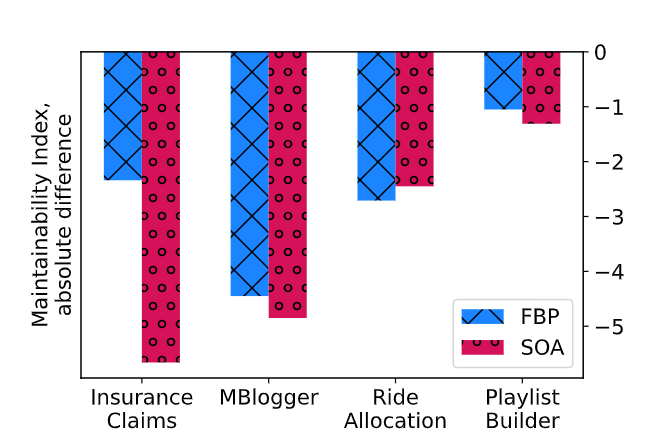 Maintainability Index,
absolute difference
0
−1
−2
−3
−4
−5
FBP
SOA
Insurance
Claims
MBlogger
Ride
Allocation
Playlist
Builder